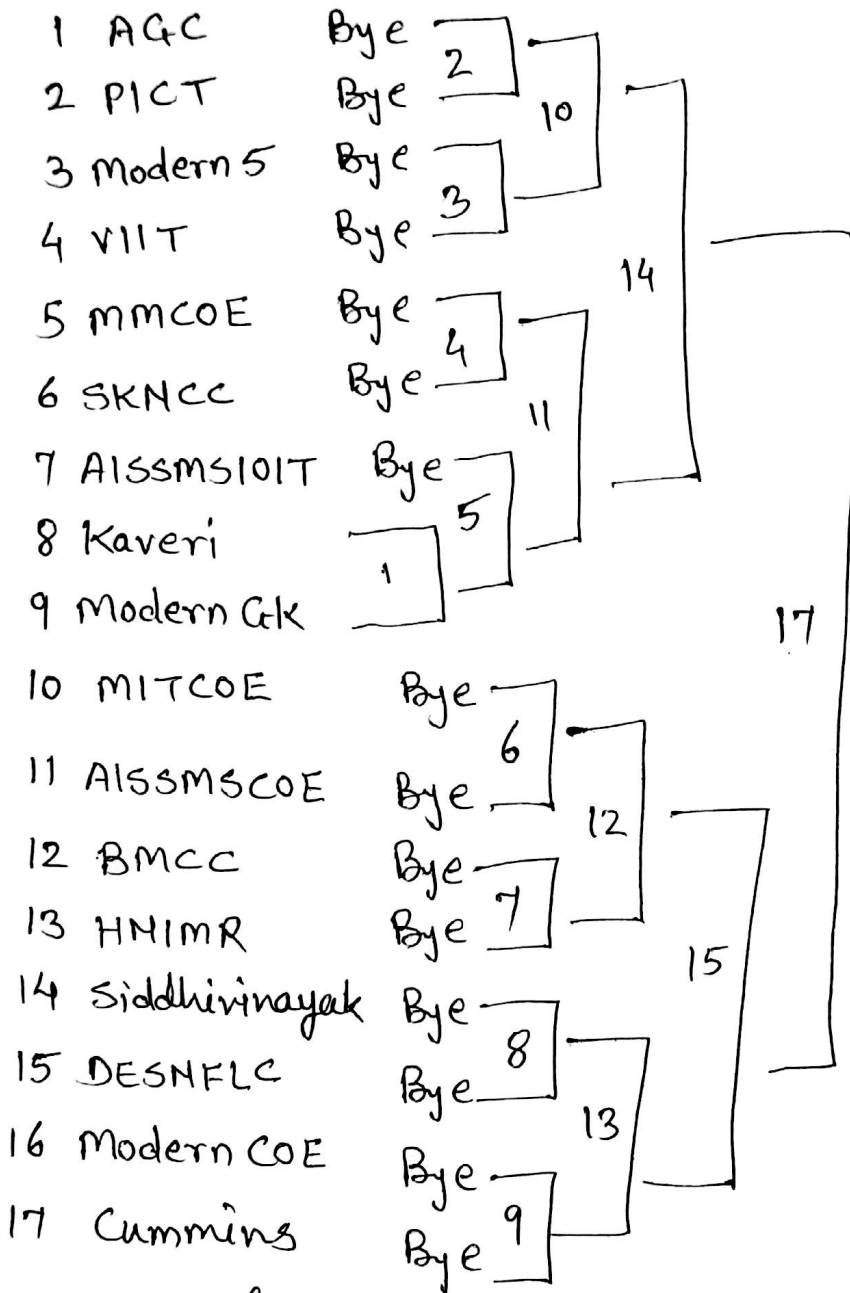 1 AGC Bye
2
2 PICT Bye
10
3 Modern 5 Bye
3
4 VIIT Bye
14
5 MMCOE Bye
4
6 SKNCC Bye
11
7 AISSMSIOIT Bye
5
8 Kaveri
1
9 Modern GK
17
10 MITCOE Bye
6
11 AISSMSCOE Bye
12
12 BMCC Bye
7
13 HNIMR Bye
15
14 Siddhivinayak Bye
8
15 DESNFLC Bye
13
16 Modern COE Bye
9
17 Cummins Bye